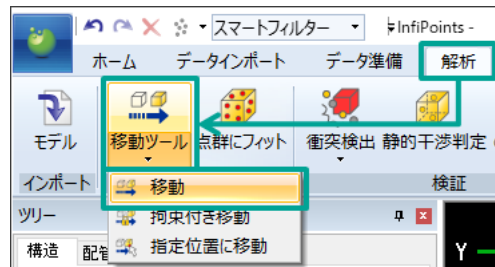 スマートフィルター
InfiPoints -
ホーム データインポート データ準備 解析
モデル 移動ツール 点群にフィット 衝突検出 静的干渉判定
インポート 検証
移動
拘束付き移動
指定位置に移動
ツリー
構造
Y